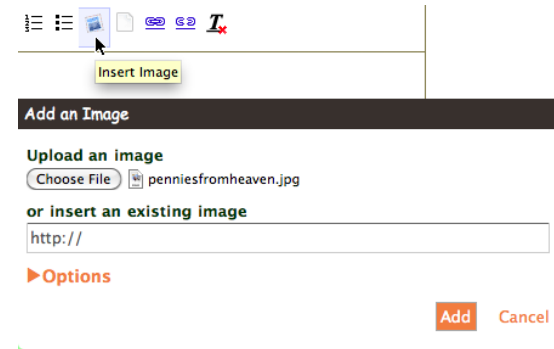 Insert Image
Add an Image
Upload an image
Choose File penniesfromheaven.jpg
or insert an existing image
http://
▶Options
Add Cancel